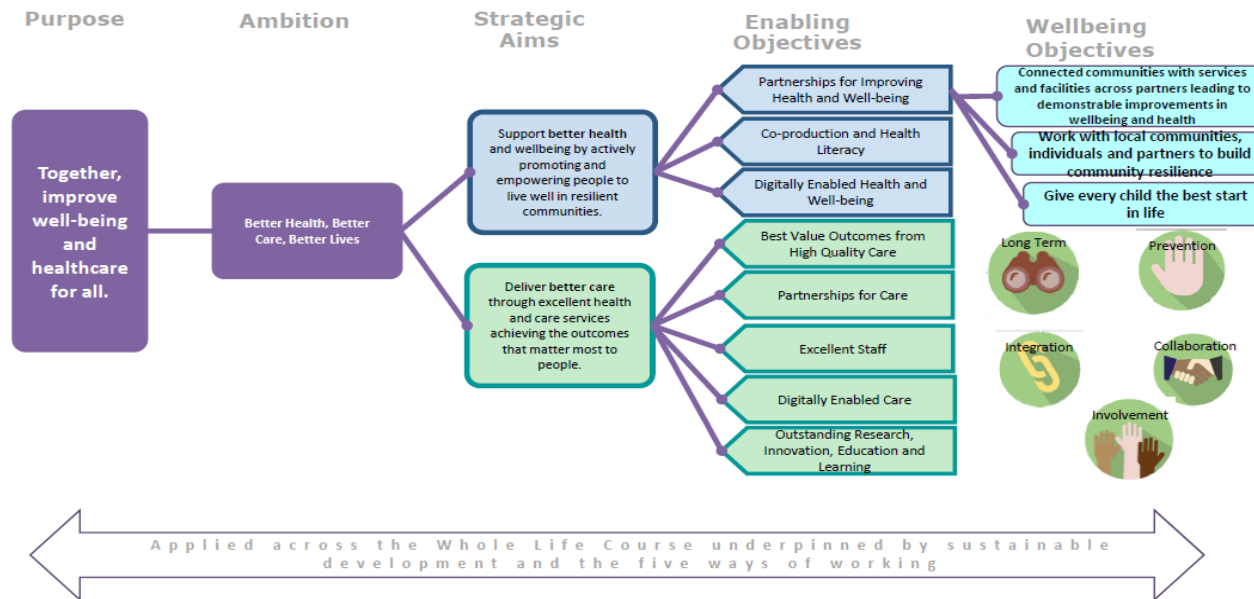 Purpose
Ambition
Strategic
Aims
Enabling
Objectives
Wellbeing
Objectives
Together,
improve
well-being
and
healthcare
for all.
Better Health, Better
Care, Better Lives
Support better health
and wellbeing by actively
promoting and
empowering people to
live well in resilient
communities.
Deliver better care
through excellent health
and care services
achieving the outcomes
that matter most to
people.
Partnerships for Improving
Health and Well-being
Co-production and Health
Literacy
Digitally Enabled Health and
Well-being
Best Value Outcomes from
High Quality Care
Partnerships for Care
Excellent Staff
Digitally Enabled Care
Outstanding Research,
Innovation, Education and
Learning
Connected communities with services
and facilities across partners leading to
demonstrable improvements in
wellbeing and health
Work with local communities,
individuals and partners to build
community resilience
Give every child the best start
in life
Long Term
Prevention
Integration
Collaboration
Involvement
Applied across the Whole Life Course underpinned by sustainable
development and the five ways of working